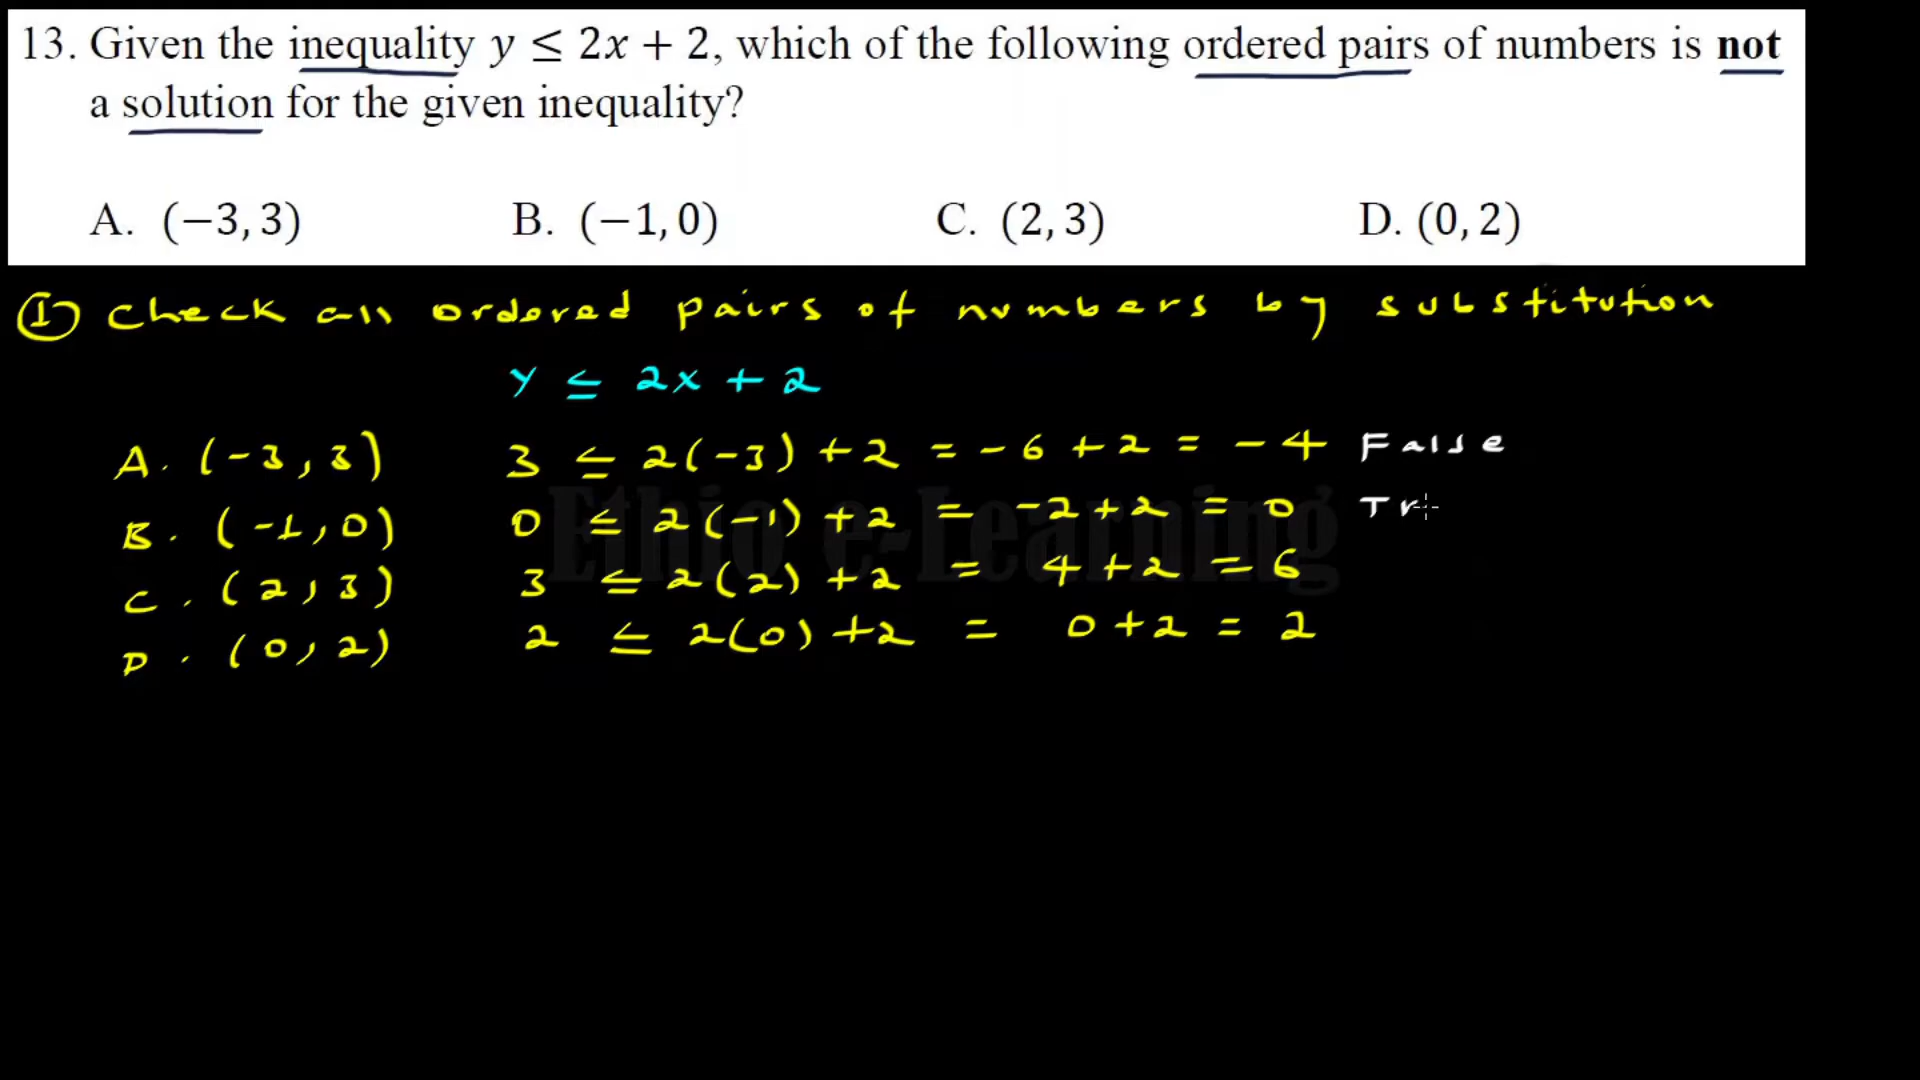 13. Given the inequality y ≤ 2x + 2, which of the following ordered pairs of numbers is not
a solution for the given inequality?
A. (−3, 3) B. (−1, 0) C. (2, 3) D. (0, 2)
① check all ordered pairs of numbers by substitution
y ≤ 2x + 2
A. (-3, 3) 3 ≤ 2(-3) + 2 = -6 + 2 = -4 False
B. (-1, 0) 0 ≤ 2(-1) + 2 = -2 + 2 = 0 Tr
C. (2, 3) 3 ≤ 2(2) + 2 = 4 + 2 = 6
D. (0, 2) 2 ≤ 2(0) + 2 = 0 + 2 = 2
Ethio e-Learning